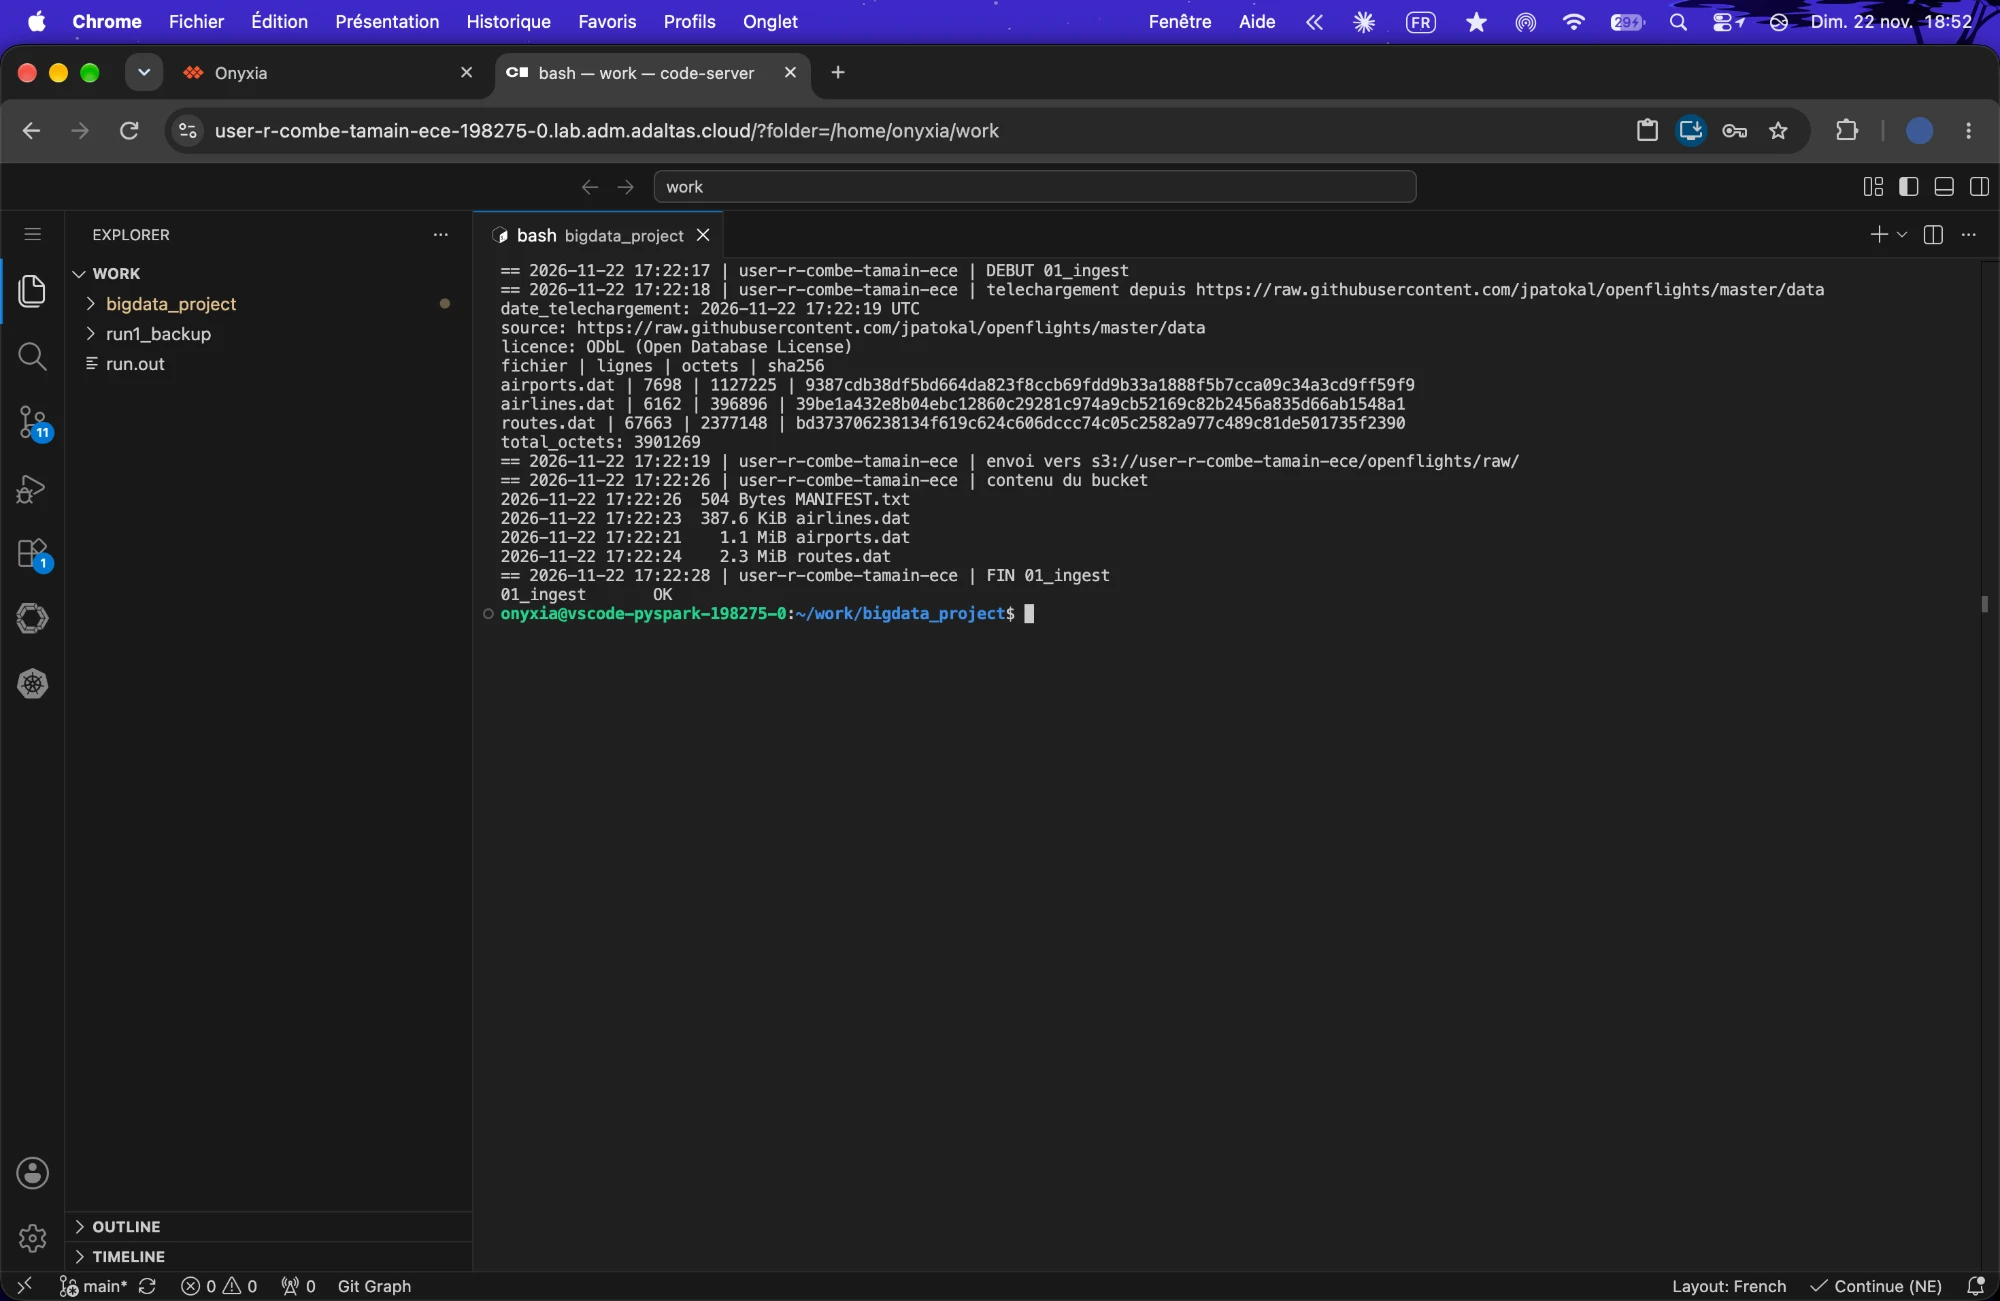 Chrome Fichier Édition Présentation Historique Favoris Profils Onglet Fenêtre Aide FR 29 Dim. 22 nov. 18:52
Onyxia bash — work — code-server
user-r-combe-tamain-ece-198275-0.lab.adm.adaltas.cloud/?folder=/home/onyxia/work
work
EXPLORER
bash bigdata_project
WORK
bigdata_project
run1_backup
run.out
11
1
== 2026-11-22 17:22:17 | user-r-combe-tamain-ece | DEBUT 01_ingest
== 2026-11-22 17:22:18 | user-r-combe-tamain-ece | telechargement depuis https://raw.githubusercontent.com/jpatokal/openflights/master/data
date_telechargement: 2026-11-22 17:22:19 UTC
source: https://raw.githubusercontent.com/jpatokal/openflights/master/data
licence: ODbL (Open Database License)
fichier | lignes | octets | sha256
airports.dat | 7698 | 1127225 | 9387cdb38df5bd664da823f8ccb69fdd9b33a1888f5b7cca09c34a3cd9ff59f9
airlines.dat | 6162 | 396896 | 39be1a432e8b04ebc12860c29281c974a9cb52169c82b2456a835d66ab1548a1
routes.dat | 67663 | 2377148 | bd373706238134f619c624c606dccc74c05c2582a977c489c81de501735f2390
total_octets: 3901269
== 2026-11-22 17:22:19 | user-r-combe-tamain-ece | envoi vers s3://user-r-combe-tamain-ece/openflights/raw/
== 2026-11-22 17:22:26 | user-r-combe-tamain-ece | contenu du bucket
2026-11-22 17:22:26 504 Bytes MANIFEST.txt
2026-11-22 17:22:23 387.6 KiB airlines.dat
2026-11-22 17:22:21 1.1 MiB airports.dat
2026-11-22 17:22:24 2.3 MiB routes.dat
== 2026-11-22 17:22:28 | user-r-combe-tamain-ece | FIN 01_ingest
01_ingest OK
onyxia@vscode-pyspark-198275-0:~/work/bigdata_project$
OUTLINE
TIMELINE
main* 0 0 0 Git Graph Layout: French Continue (NE)